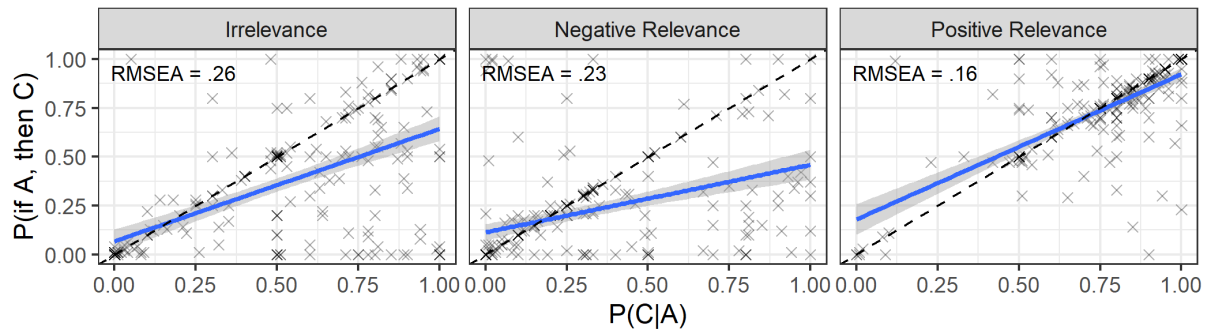 Irrelevance
Negative Relevance
Positive Relevance
RMSEA = .26
RMSEA = .23
RMSEA = .16
P(if A, then C)
1.00
0.75
0.50
0.25
0.00
0.00 0.25 0.50 0.75 1.00
0.00 0.25 0.50 0.75 1.00
0.00 0.25 0.50 0.75 1.00
P(C|A)